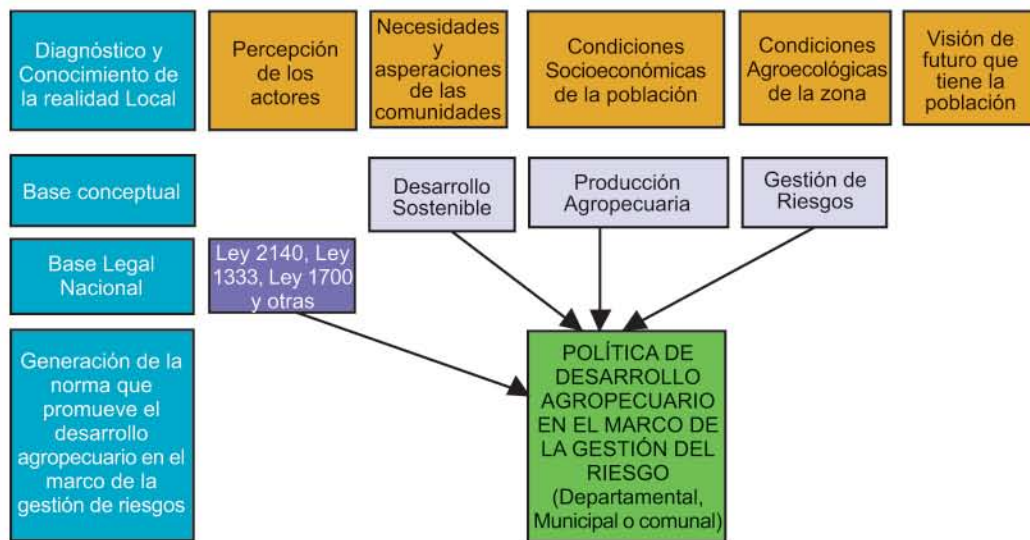 Diagnóstico y
Conocimiento de
la realidad Local
Percepción
de los
actores
Necesidades
y
asperaciones
de las
comunidades
Condiciones
Socioeconómicas
de la población
Condiciones
Agroecológicas
de la zona
Visión de
futuro que
tiene la
población
Base conceptual
Desarrollo
Sostenible
Producción
Agropecuaria
Gestión de
Riesgos
Base Legal
Nacional
Ley 2140, Ley
1333, Ley 1700
y otras
Generación de la
norma que
promueve el
desarrollo
agropecuario en el
marco de la
gestión de riesgos
POLÍTICA DE
DESARROLLO
AGROPECUARIO
EN EL MARCO DE
LA GESTIÓN DEL
RIESGO
(Departamental,
Municipal o comunal)